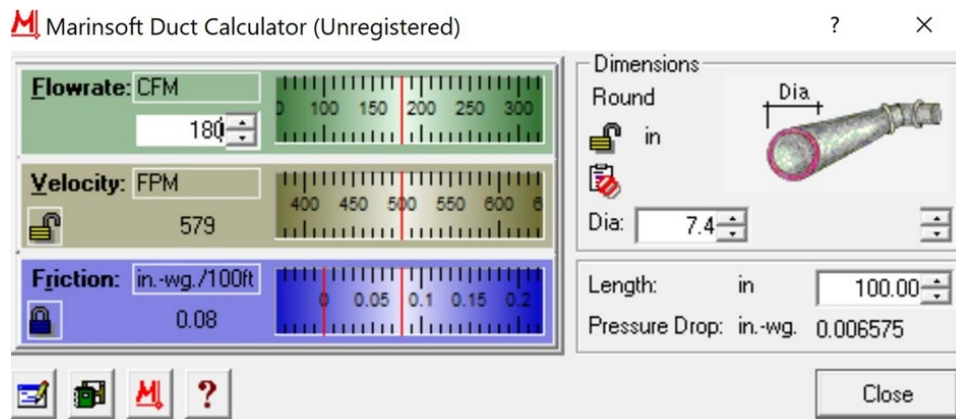 Marinsoft Duct Calculator (Unregistered) ? ×
Flowrate: CFM
180
0 100 150 200 250 300
Velocity: FPM
579
400 450 500 550 600 6
Friction: in.-wg./100ft
0.08
0 0.05 0.1 0.15 0.2
Dimensions
Round
in
Dia
Dia: 7.4
Length: in 100.00
Pressure Drop: in.-wg. 0.006575
?
Close